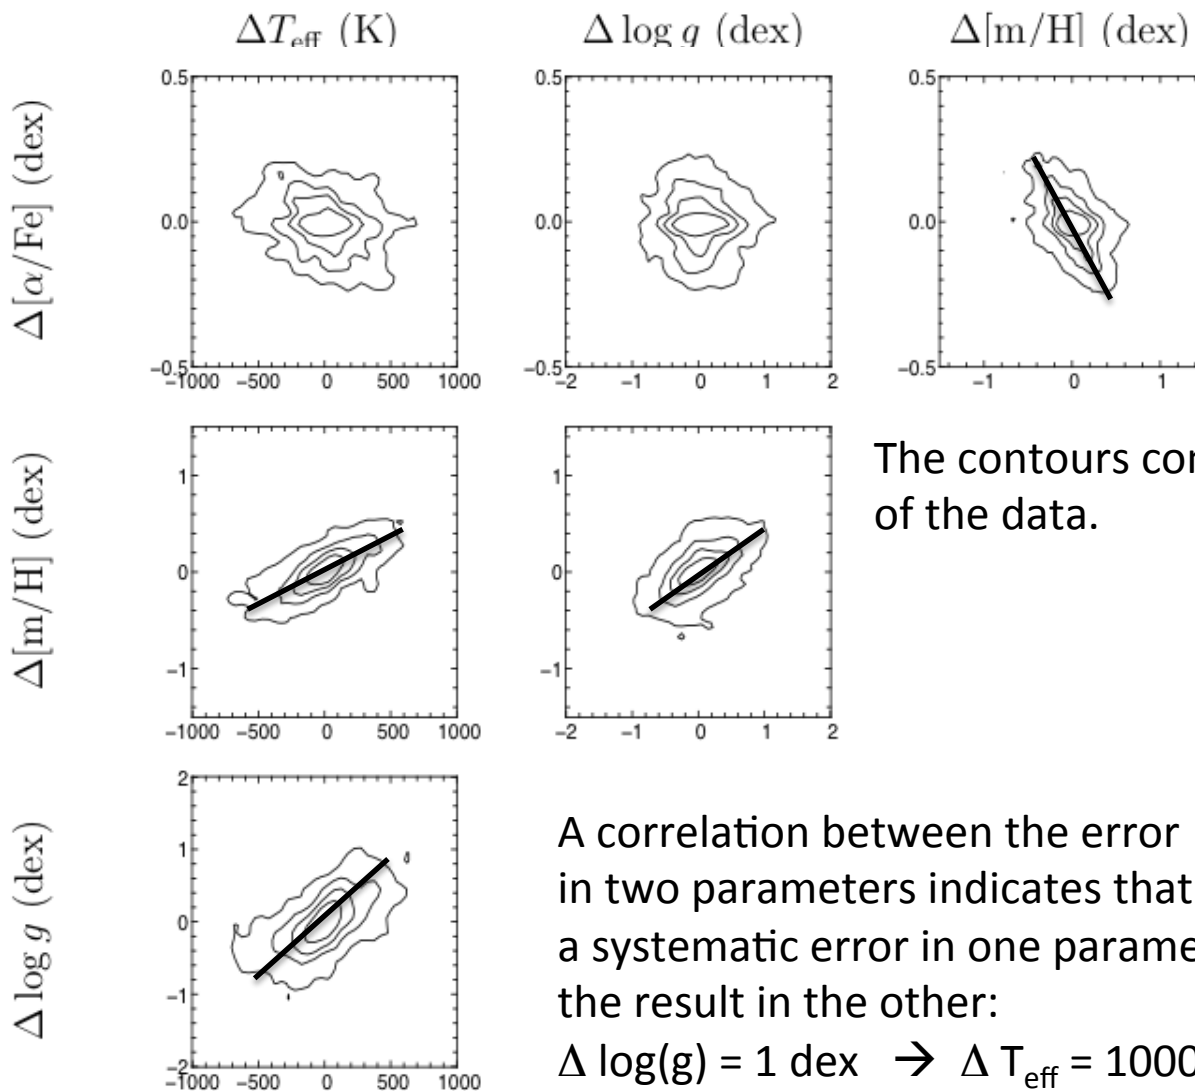 ΔT_eff (K) Δ log g (dex) Δ[m/H] (dex)
Δ[α/Fe] (dex)
0.5 0.5 0.5
0.0 0.0 0.0
−0.5 −0.5 −0.5
−1000 −500 0 500 1000 −2 −1 0 1 2 −1 0 1
Δ[m/H] (dex)
1 1
0 0
−1 −1
−1000 −500 0 500 1000 −2 −1 0 1 2
The contours
of the data.
Δ log g (dex)
2
1
0
−1
−2
−1000 −500 0 500 1000
A correlation between the error
in two parameters indicates that
a systematic error in one
the result in the other:
Δ log(g) = 1 dex → Δ T_eff = 1000